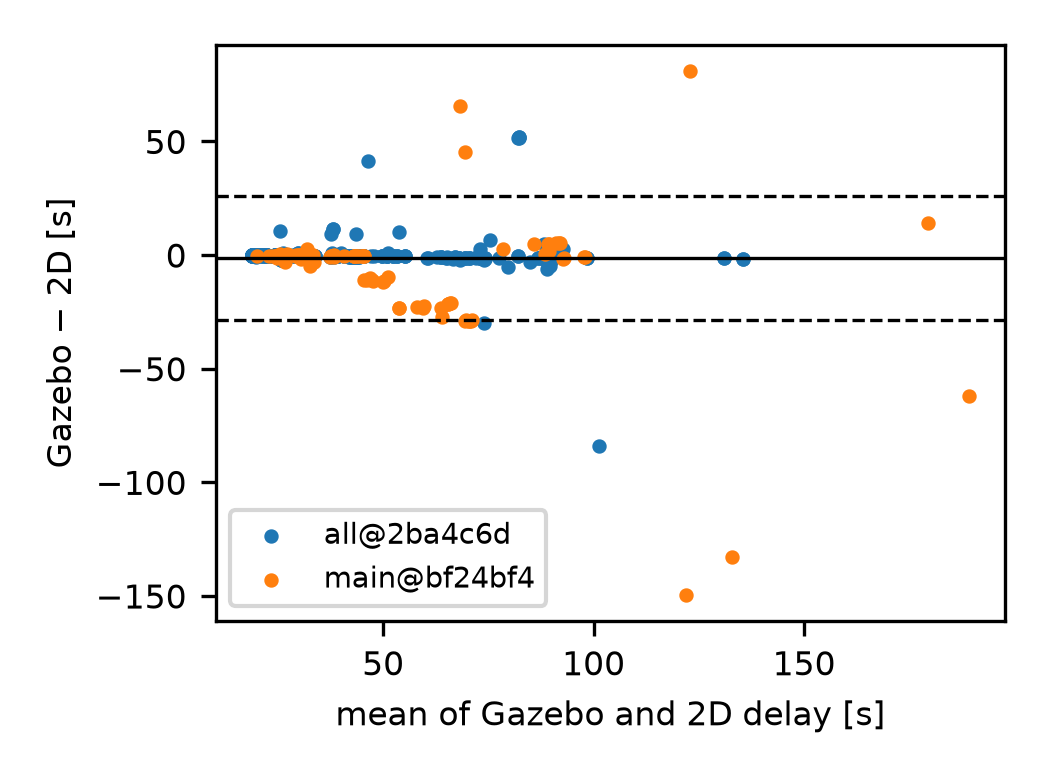 50
0
−50
−100
−150
Gazebo − 2D [s]
all@2ba4c6d
main@bf24bf4
50 100 150
mean of Gazebo and 2D delay [s]